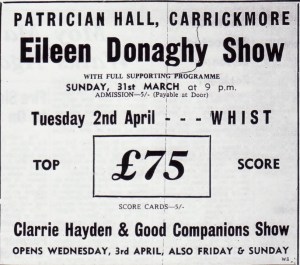 PATRICIAN HALL, CARRICKMORE
Eileen Donaghy Show
WITH FULL SUPPORTING PROGRAMME
SUNDAY, 31st MARCH at 9 p.m.
ADMISSION—5/- (Payable at Door)
Tuesday 2nd April - - - WHIST
TOP £75 SCORE
SCORE CARDS—5/-
Clarrie Hayden & Good Companions Show
OPENS WEDNESDAY, 3rd APRIL, ALSO FRIDAY & SUNDAY